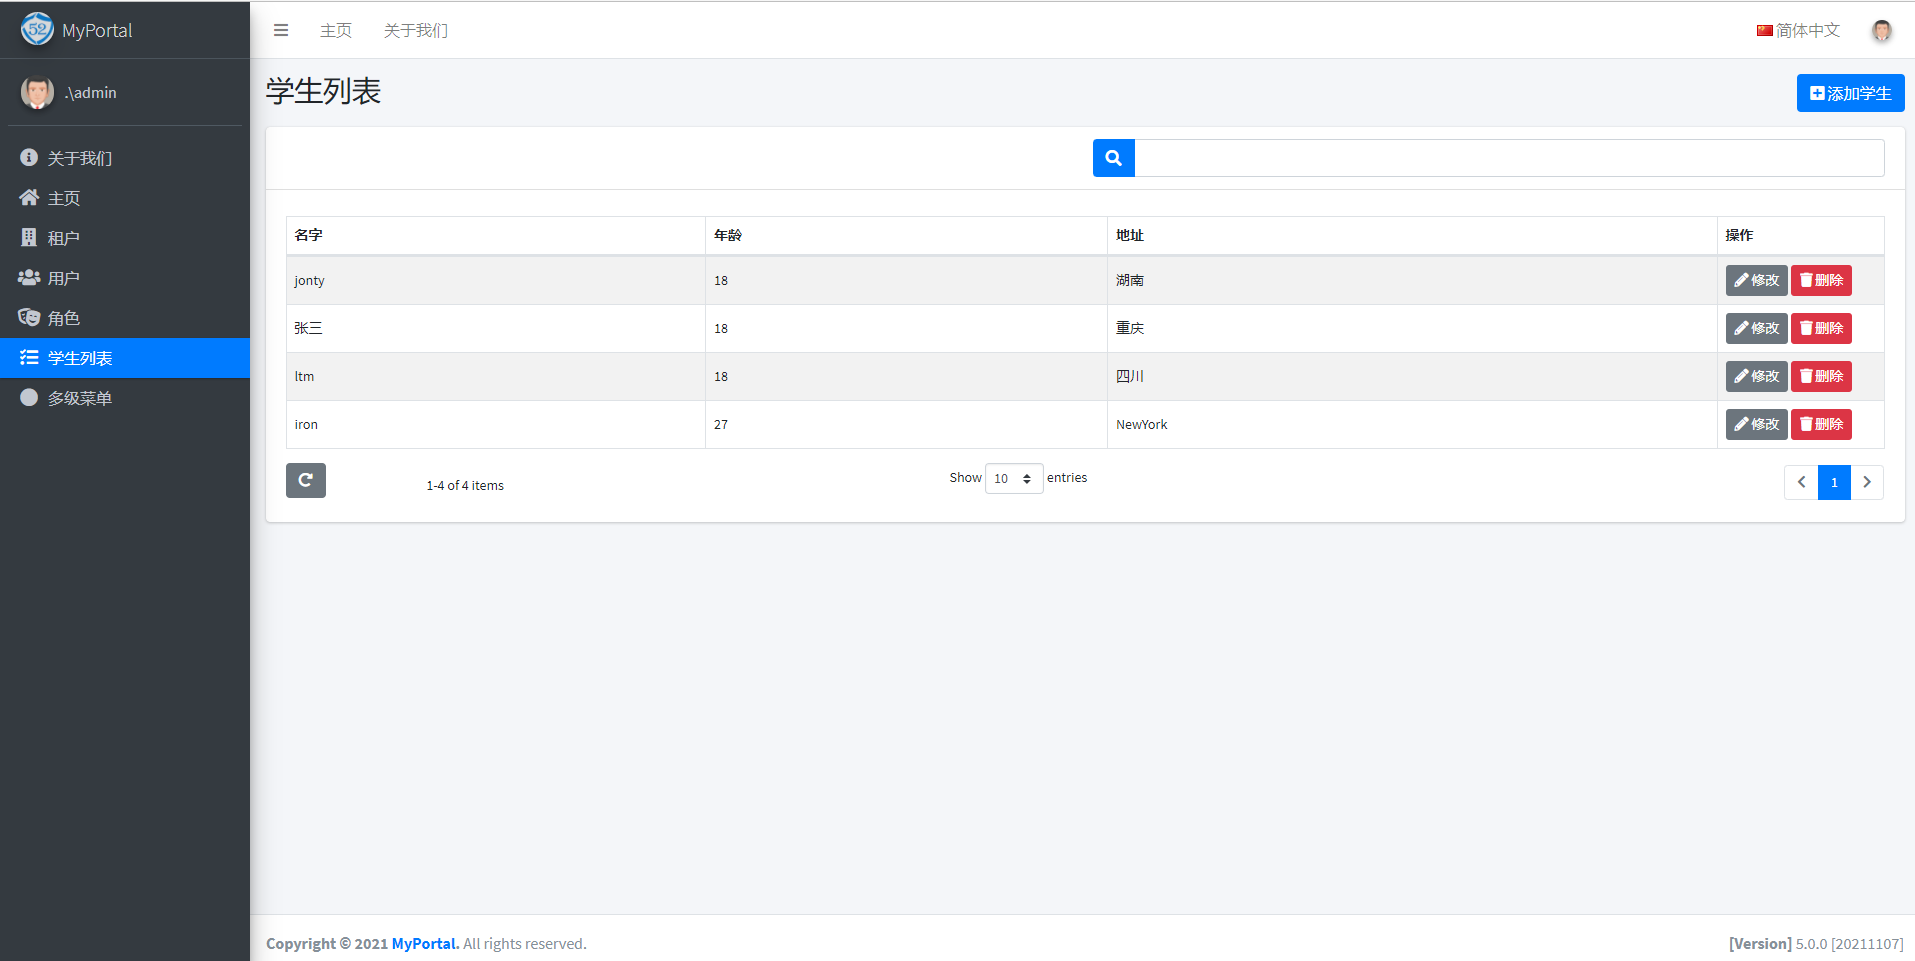 52 MyPortal
主页 关于我们 简体中文
.\admin
关于我们
主页
租户
用户
角色
学生列表
多级菜单
学生列表 添加学生
名字 年龄 地址 操作
jonty 18 湖南 修改 删除
张三 18 重庆 修改 删除
ltm 18 四川 修改 删除
iron 27 NewYork 修改 删除
1-4 of 4 items Show 10 entries 1
Copyright © 2021 MyPortal. All rights reserved. [Version] 5.0.0 [20211107]